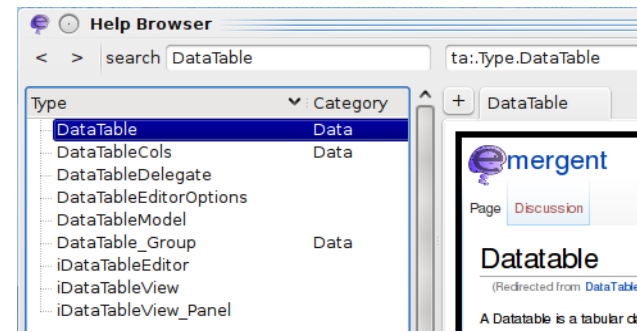 Help Browser
< > search DataTable ta:.Type.DataTable
Type Category
+ DataTable
DataTable Data
DataTableCols Data
DataTableDelegate
DataTableEditorOptions
DataTableModel
DataTable_Group Data
iDataTableEditor
iDataTableView
iDataTableView_Panel
emergent
Page Discussion
Datatable
(Redirected from DataTable
A Datatable is a tabular